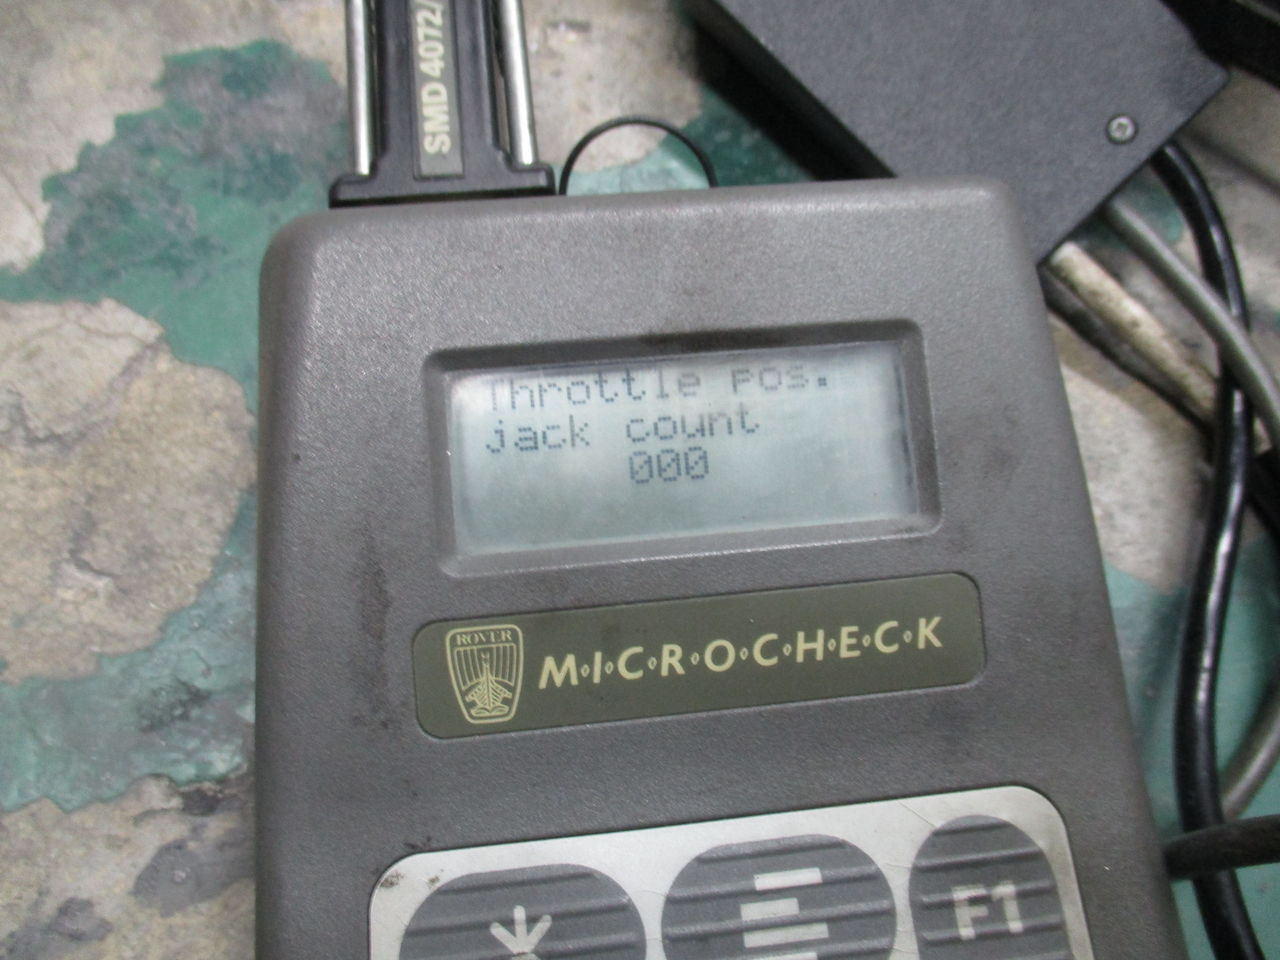 SMD 4072/
Throttle pos.
jack count
000
ROVER
M·I·C·R·O·C·H·E·C·K
F1